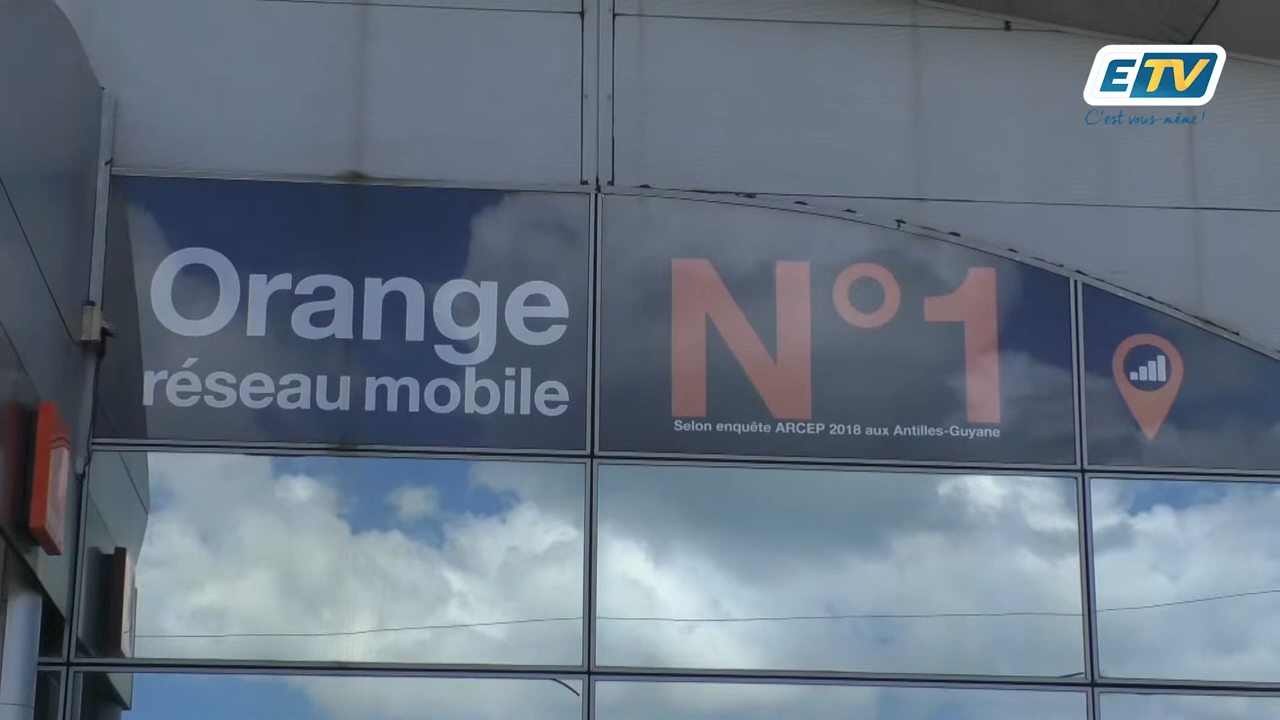 ETV
C'est vous-même !
Orange
réseau mobile
N°1
Selon enquête ARCEP 2018 aux Antilles-Guyane